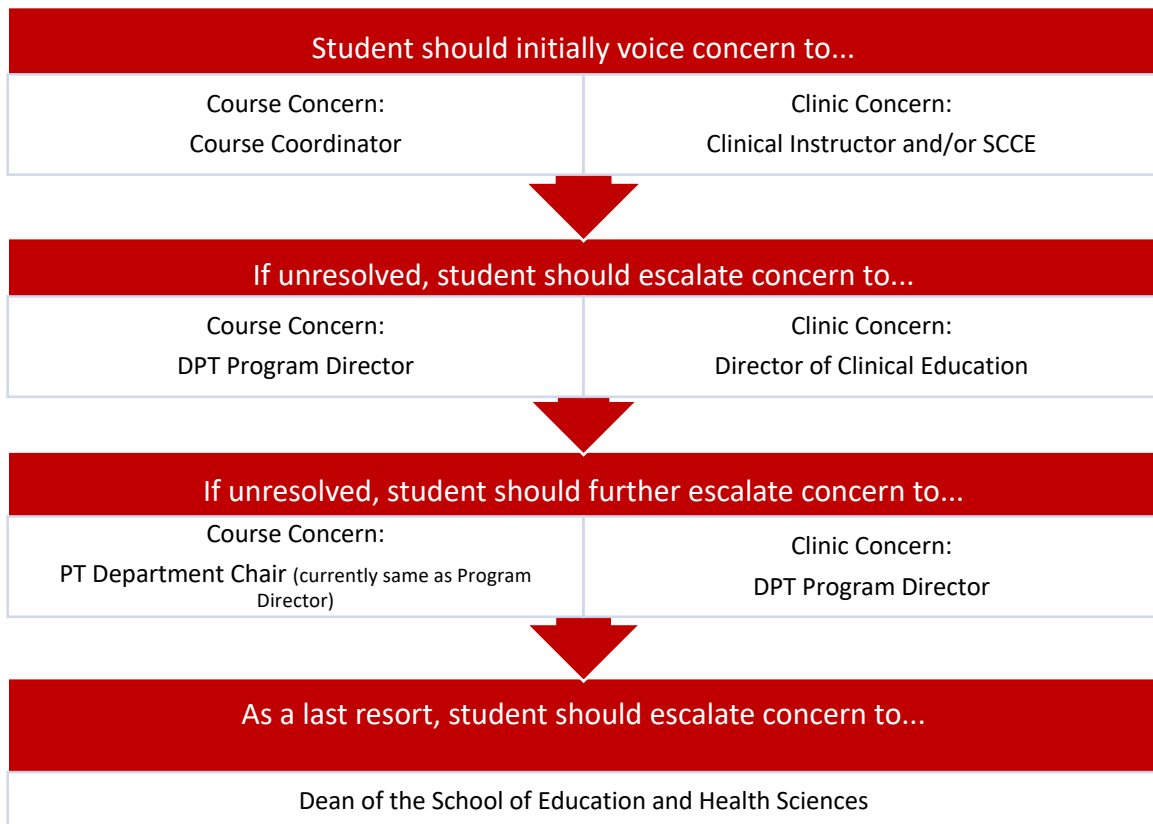 Student should initially voice concern to...
Course Concern:
Course Coordinator
Clinic Concern:
Clinical Instructor and/or SCCE
If unresolved, student should escalate concern to...
Course Concern:
DPT Program Director
Clinic Concern:
Director of Clinical Education
If unresolved, student should further escalate concern to...
Course Concern:
PT Department Chair (currently same as Program
Director)
Clinic Concern:
DPT Program Director
As a last resort, student should escalate concern to...
Dean of the School of Education and Health Sciences